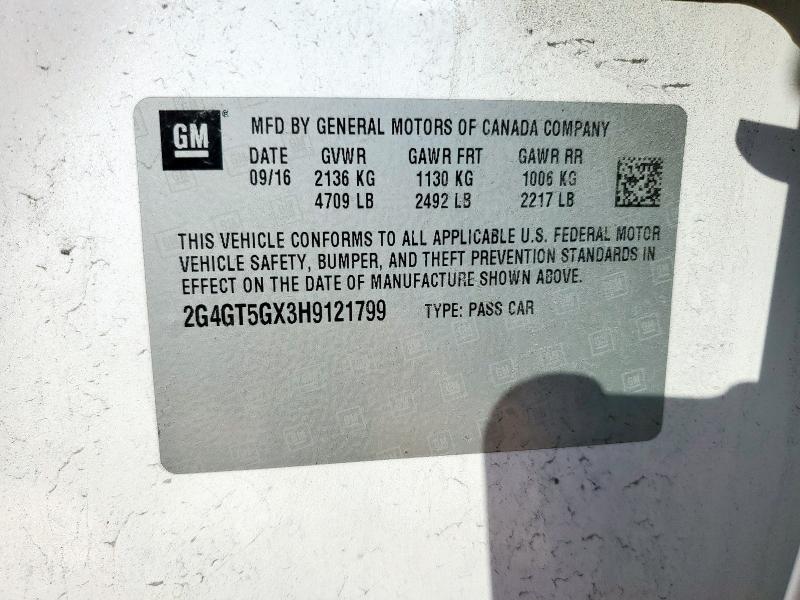 GM® MFD BY GENERAL MOTORS OF CANADA COMPANY
DATE GVWR GAWR FRT GAWR RR
09/16 2136 KG 1130 KG 1006 KG
4709 LB 2492 LB 2217 LB
THIS VEHICLE CONFORMS TO ALL APPLICABLE U.S. FEDERAL MOTOR
VEHICLE SAFETY, BUMPER, AND THEFT PREVENTION STANDARDS IN
EFFECT ON THE DATE OF MANUFACTURE SHOWN ABOVE.
2G4GT5GX3H9121799 TYPE: PASS CAR